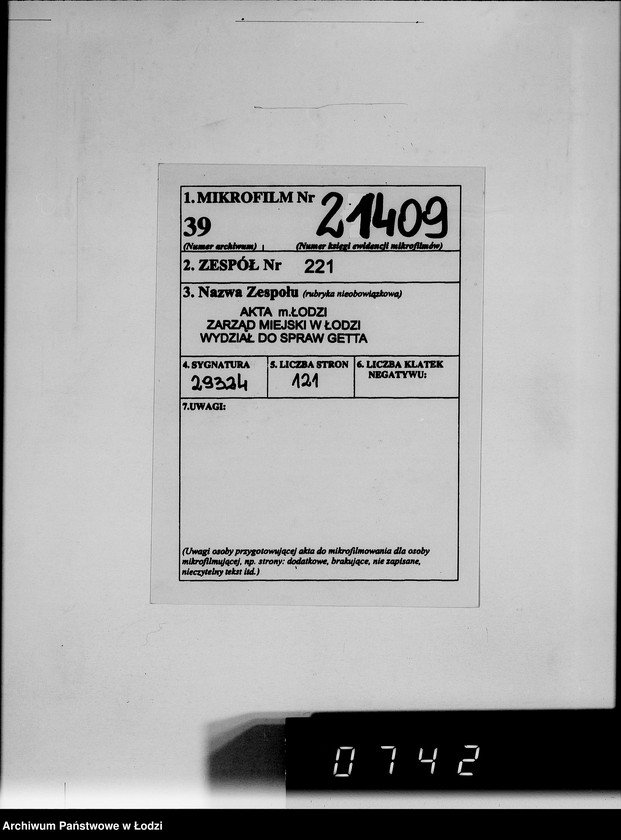 1. MIKROFILM Nr 21409
39
(Numer archiwum) (Numer księgi ewidencji mikrofilmów)
2. ZESPÓŁ Nr 221
3. Nazwa Zespołu (rubryka nieobowiązkowa)
AKTA m.ŁODZI
ZARZĄD MIEJSKI W ŁODZI
WYDZIAŁ DO SPRAW GETTA
4. SYGNATURA 5. LICZBA STRON 6. LICZBA KLATEK
NEGATYWU:
29324 121
7.UWAGI:
(Uwagi osoby przygotowującej akta do mikrofilmowania dla osoby
mikrofilmującej, np. strony: dodatkowe, brakujące, nie zapisane,
nieczytelny tekst itd.)
0742
Archiwum Państwowe w Łodzi